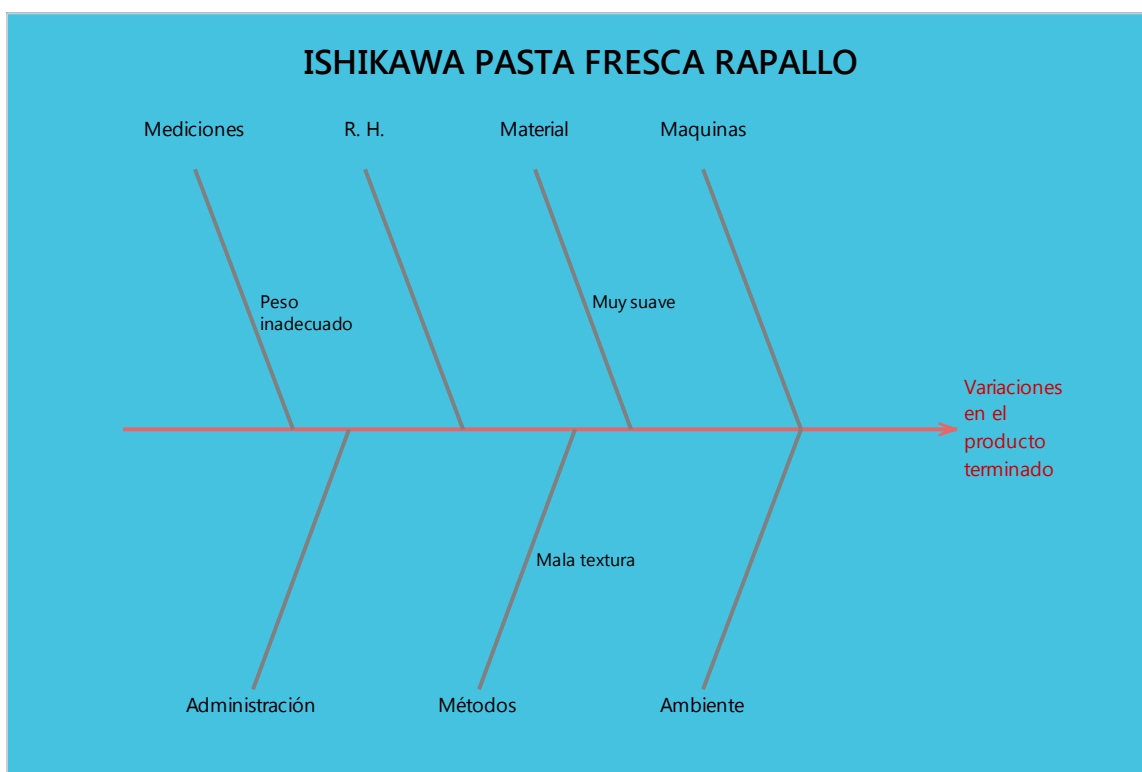 ISHIKAWA PASTA FRESCA RAPALLO
Mediciones
R. H.
Material
Maquinas
Peso
inadecuado
Muy suave
Variaciones
en el
producto
terminado
Mala textura
Administración
Métodos
Ambiente